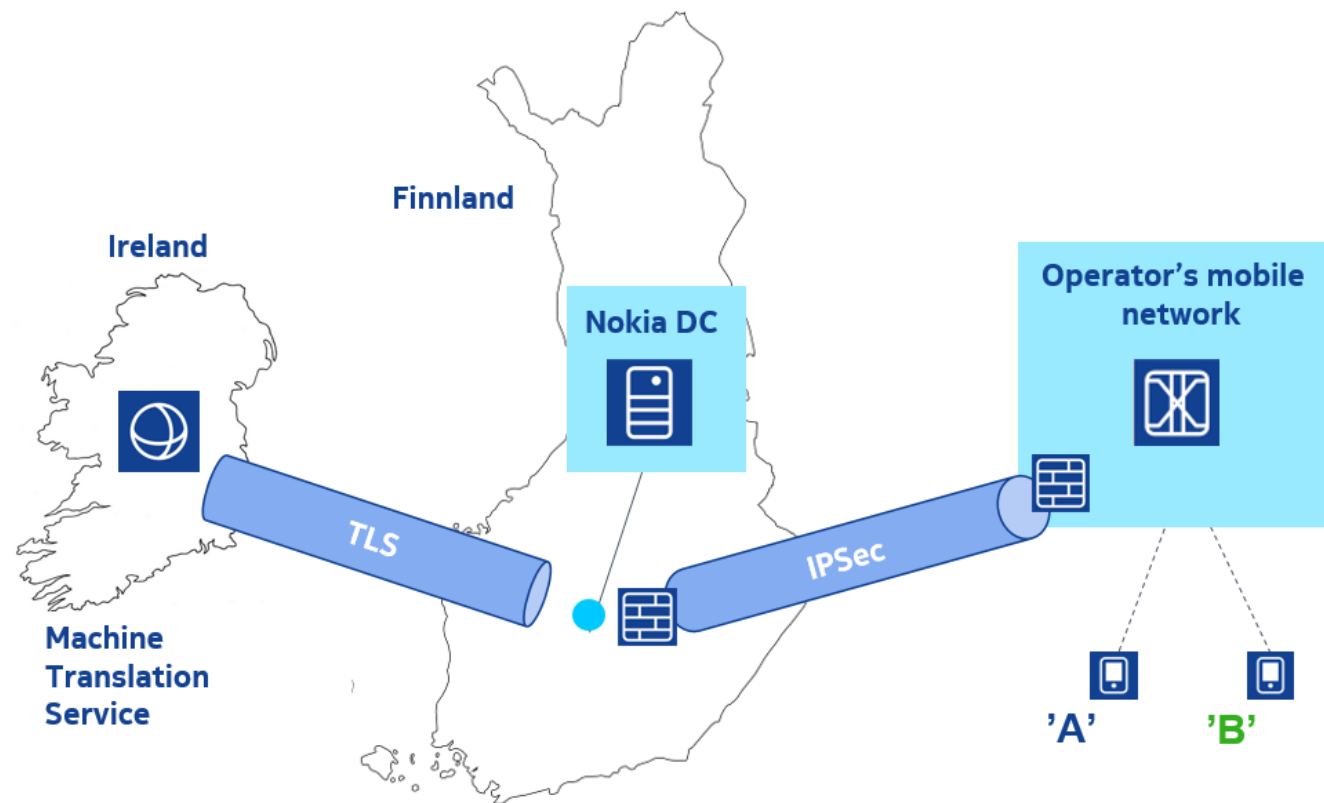 Finnland
Ireland
Operator's mobile
network
Nokia DC
TLS
IPSec
Machine
Translation
Service
'A'
'B'